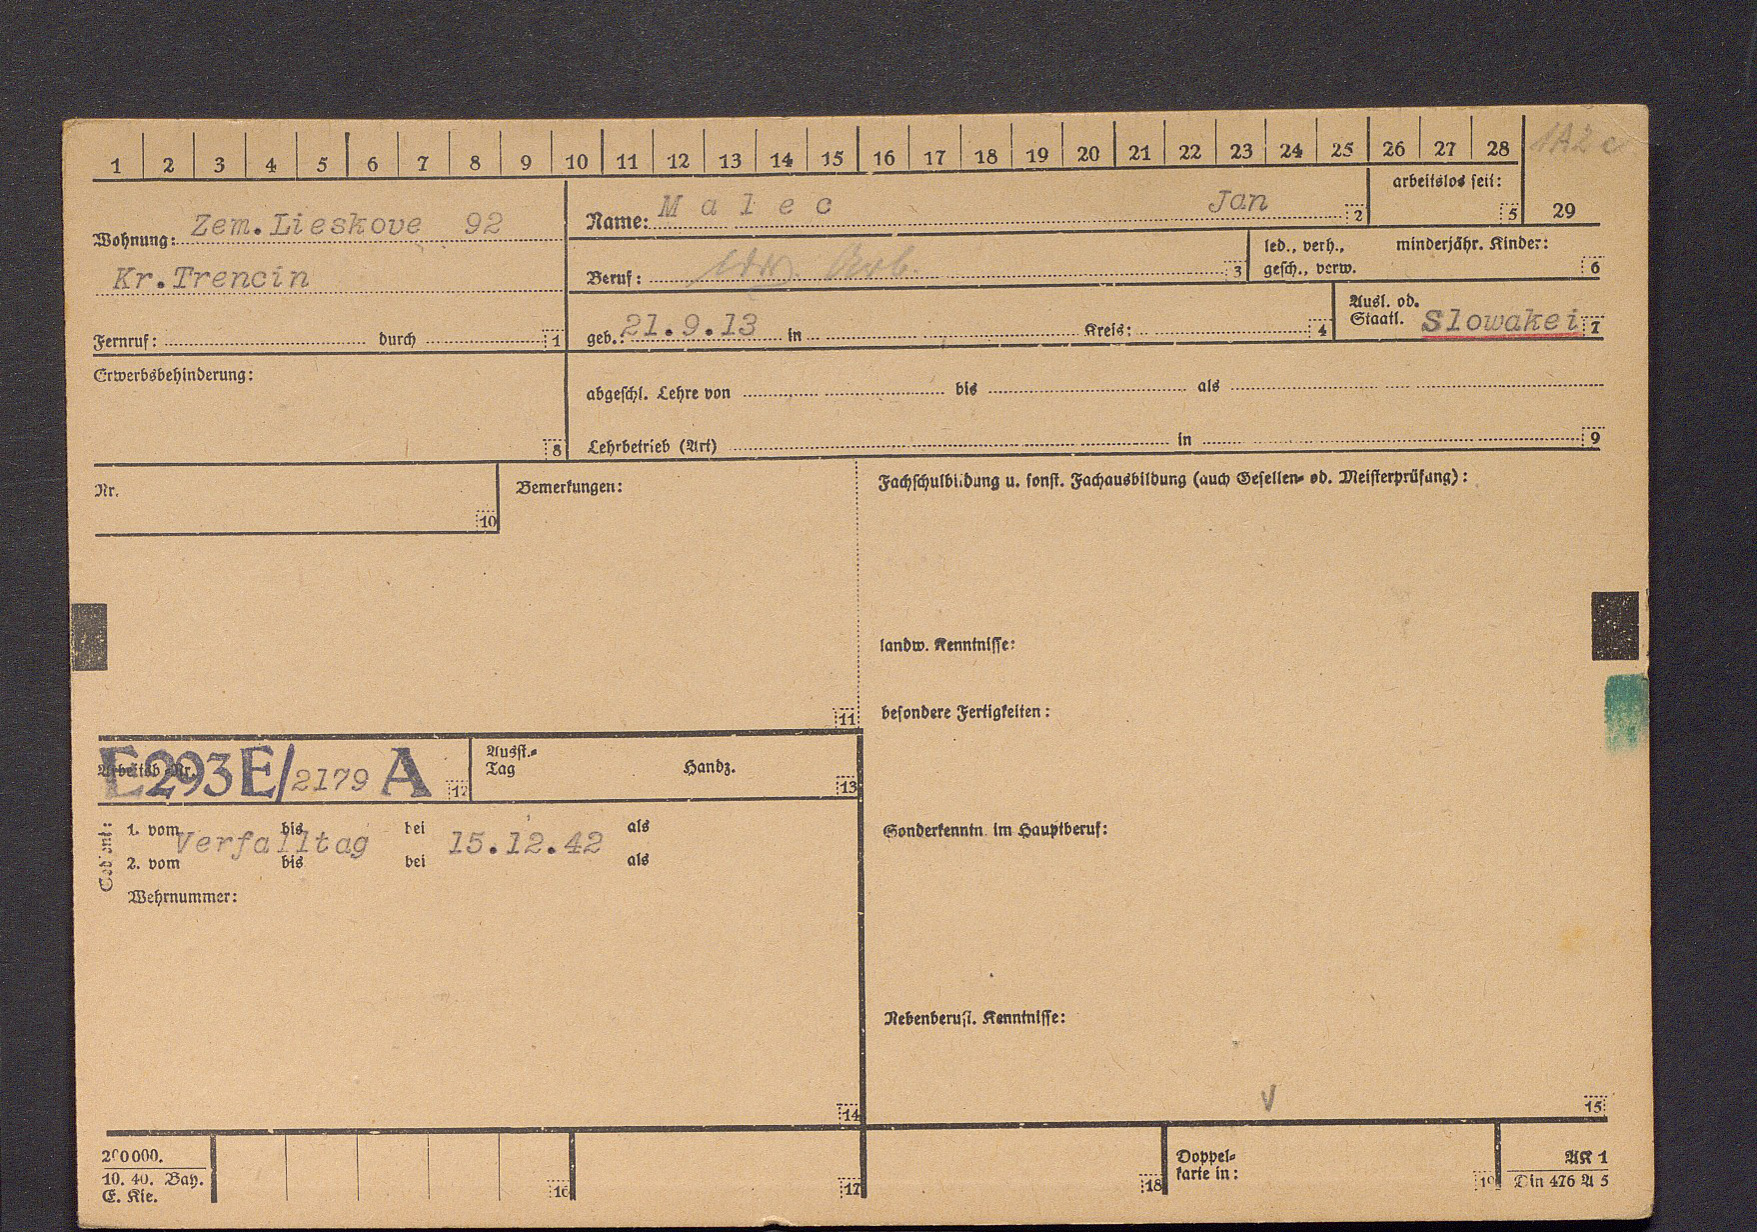 1 2 3 4 5 6 7 8 9 10 11 12 13 14 15 16 17 18 19 20 21 22 23 24 25 26 27 28 1A2c
arbeitslos seit:
5 29
Wohnung: Zem.Lieskove 92
Kr.Trencin
Fernruf: durch 1
Name: Malec Jan 2
Beruf: ldw. Arb. 3
led., verh., minderjähr. Kinder:
gesch., verw. 6
geb.: 21.9.13 in Kreis: 4
Ausl. od.
Staatl. Slowakei 7
Erwerbsbehinderung:
8
abgeschl. Lehre von bis als
Lehrbetrieb (Art) in 9
Nr.
10
Bemerkungen:
11
Fachschulbildung u. sonst. Fachausbildung (auch Gesellen- od. Meisterprüfung):
landw. Kenntnisse:
besondere Fertigkeiten:
Arbeitsb.-Nr. E293E/2179 A 12
Ausst.-
Tag Handz. 13
Sonderkenntn. im Hauptberuf:
Gedient:
1. vom bis bei als
Verfalltag 15.12.42
2. vom bis bei als
Wehrnummer:
14
Nebenberufl. Kenntnisse:
V
15
200000.
10. 40. Bay.
E. Kie.
16 17 18
Doppel-
karte in: 19
AK 1
Din 476 A 5